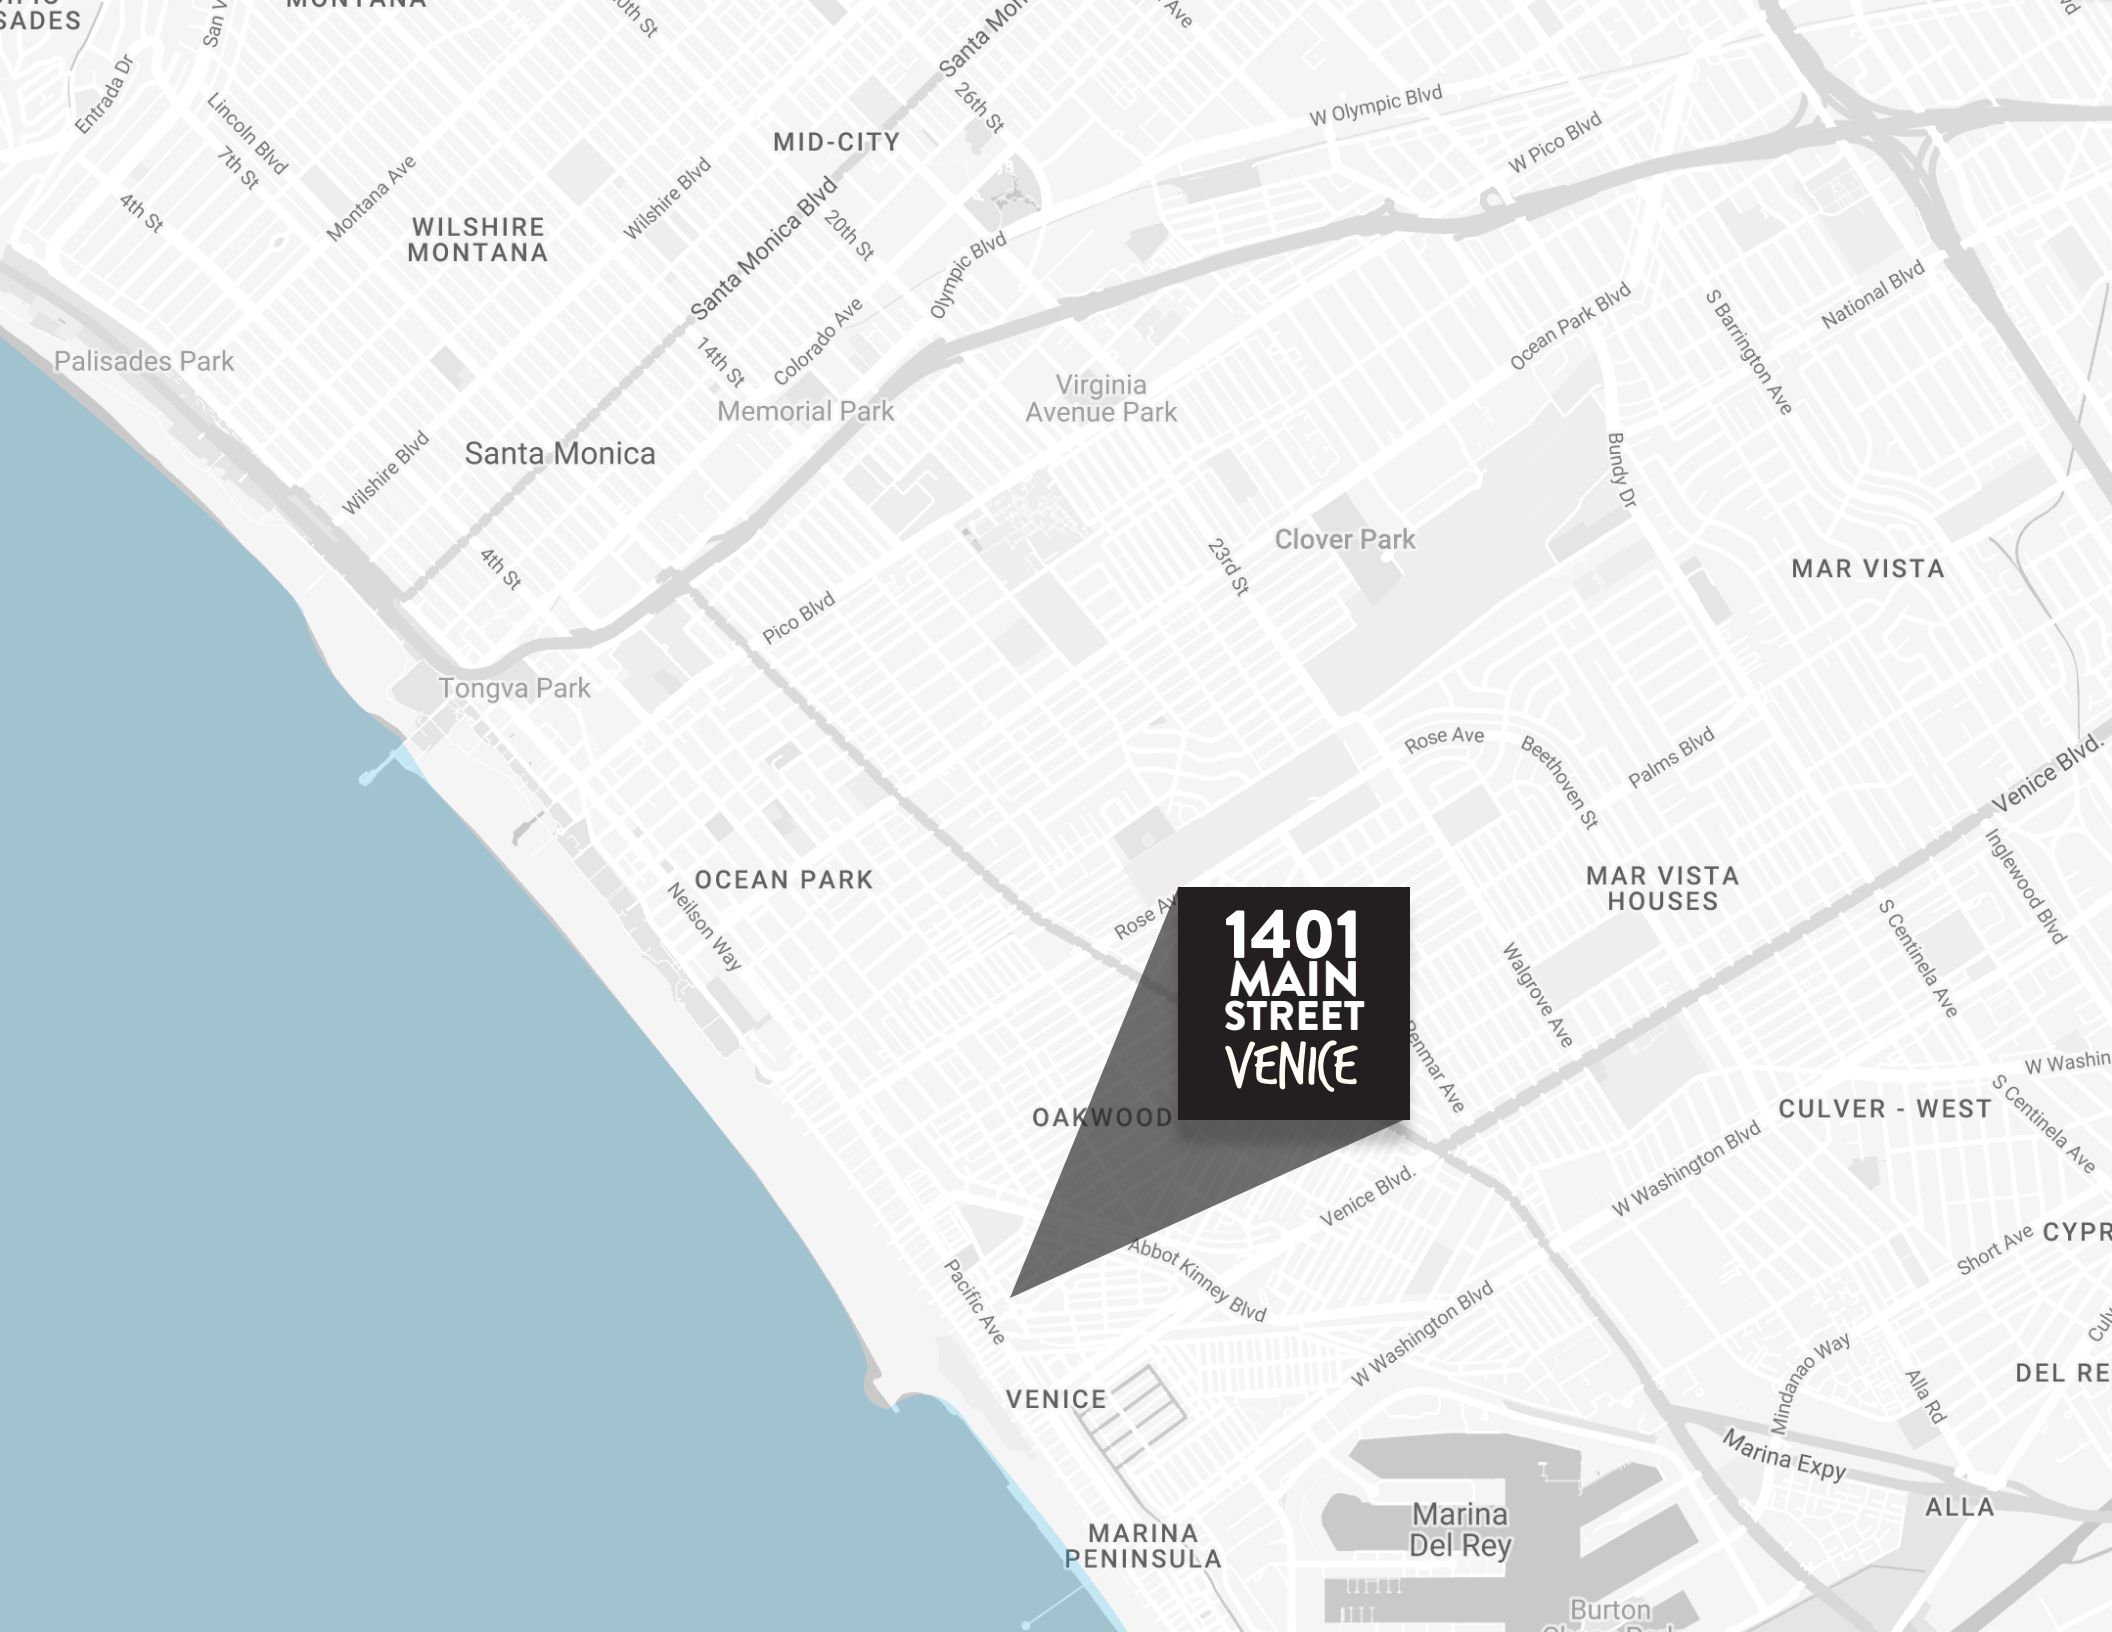 SADES
MONTANA
Entrada Dr
Lincoln Blvd
7th St
4th St
Montana Ave
WILSHIRE
MONTANA
Wilshire Blvd
MID-CITY
Santa Monica Blvd
26th St
20th St
Ave
W Olympic Blvd
W Pico Blvd
Olympic Blvd
Colorado Ave
14th St
Palisades Park
Memorial Park
Virginia
Avenue Park
Ocean Park Blvd
S Barrington Ave
National Blvd
Santa Monica
Wilshire Blvd
Bundy Dr
4th St
23rd St
Clover Park
MAR VISTA
Pico Blvd
Tongva Park
Rose Ave
Beethoven St
Palms Blvd
Venice Blvd.
OCEAN PARK
Neilson Way
Rose Av
1401
MAIN
STREET
VENICE
MAR VISTA
HOUSES
Inglewood Blvd
S Centinela Ave
Walgrove Ave
Penmar Ave
OAKWOOD
W Washin
CULVER - WEST
S Centinela Ave
W Washington Blvd
Venice Blvd.
Abbot Kinney Blvd
Pacific Ave
Short Ave
CYPR
W Washington Blvd
Mindanao Way
Alla Rd
DEL RE
VENICE
Marina Expy
ALLA
Marina
Del Rey
MARINA
PENINSULA
Burton